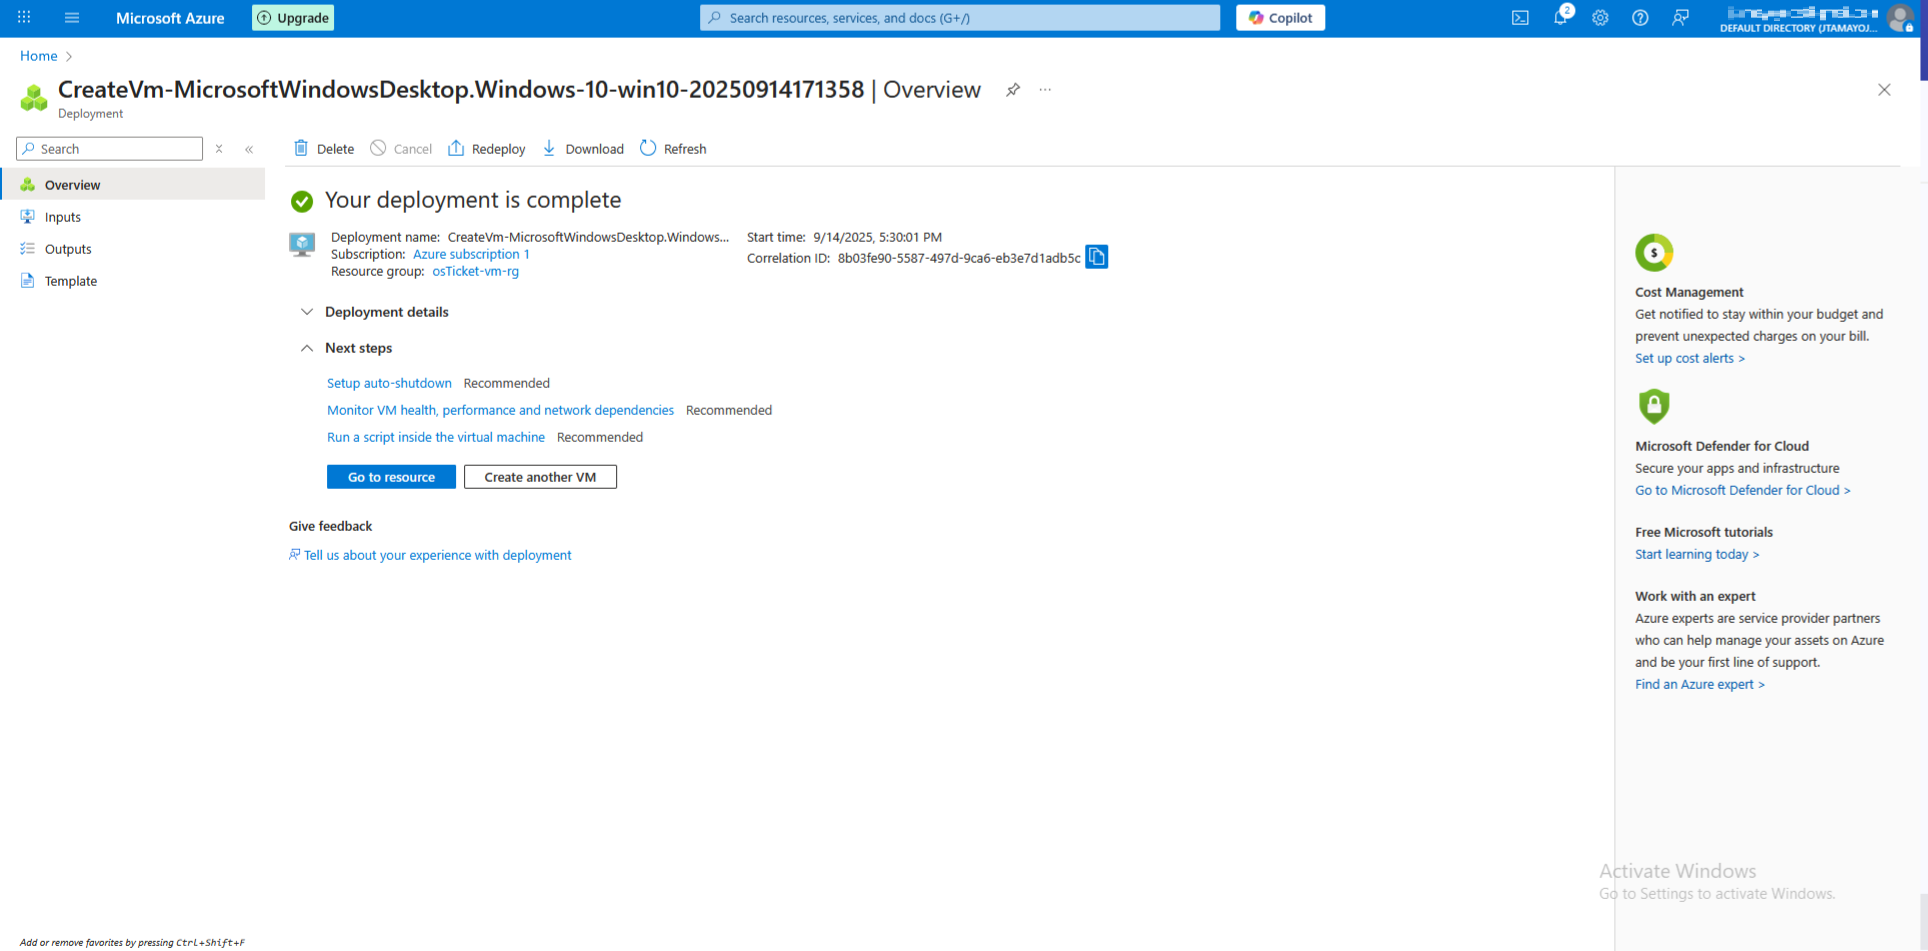 Microsoft Azure
Upgrade
Search resources, services, and docs (G+/)
Copilot
2
DEFAULT DIRECTORY (JTAMAYOJ...
Home
CreateVm-MicrosoftWindowsDesktop.Windows-10-win10-20250914171358 | Overview
Deployment
Search
Delete
Cancel
Redeploy
Download
Refresh
Overview
Inputs
Outputs
Template
Your deployment is complete
Deployment name: CreateVm-MicrosoftWindowsDesktop.Windows...
Subscription: Azure subscription 1
Resource group: osTicket-vm-rg
Start time: 9/14/2025, 5:30:01 PM
Correlation ID: 8b03fe90-5587-497d-9ca6-eb3e7d1adb5c
Deployment details
Next steps
Setup auto-shutdown Recommended
Monitor VM health, performance and network dependencies Recommended
Run a script inside the virtual machine Recommended
Go to resource
Create another VM
Give feedback
Tell us about your experience with deployment
Cost Management
Get notified to stay within your budget and
prevent unexpected charges on your bill.
Set up cost alerts >
Microsoft Defender for Cloud
Secure your apps and infrastructure
Go to Microsoft Defender for Cloud >
Free Microsoft tutorials
Start learning today >
Work with an expert
Azure experts are service provider partners
who can help manage your assets on Azure
and be your first line of support.
Find an Azure expert >
Activate Windows
Go to Settings to activate Windows.
Add or remove favorites by pressing Ctrl+Shift+F